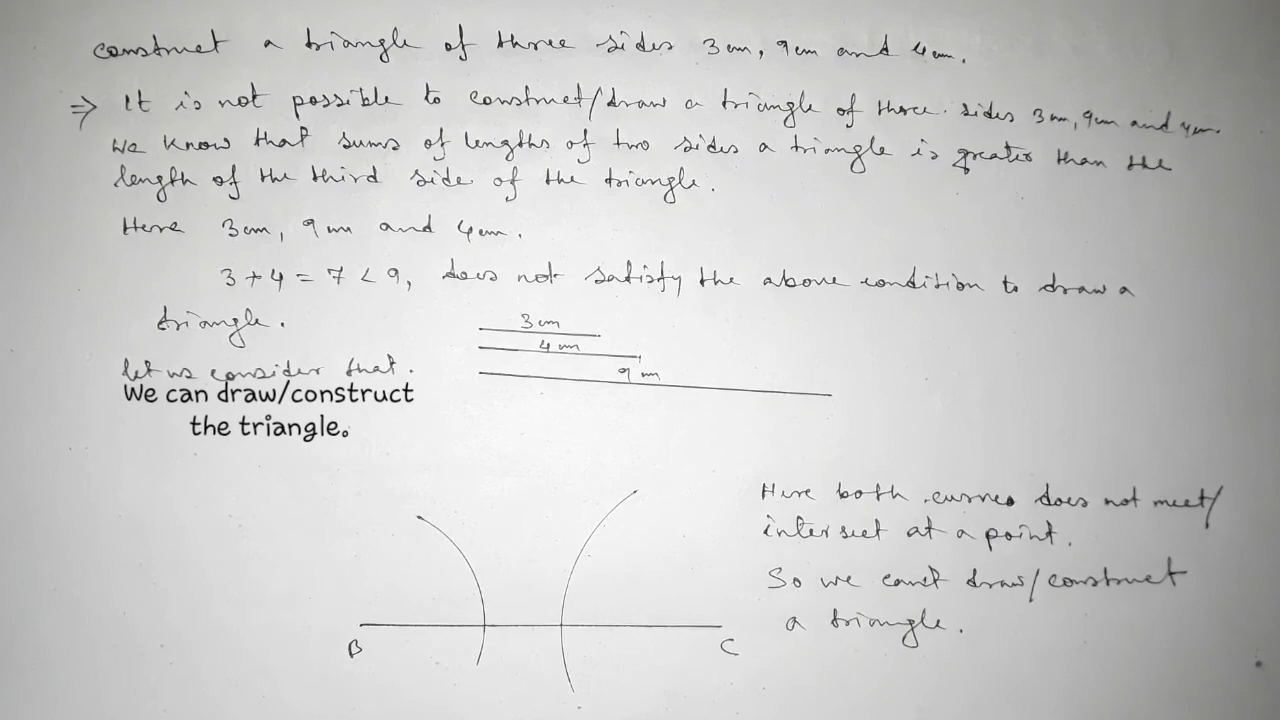 construct a triangle of three sides 3cm, 9cm and 4cm.
=> It is not possible to construct/draw a triangle of three sides 3cm, 9cm and 4cm.
We know that sums of lengths of two sides a triangle is greater than the
length of the third side of the triangle.
Here 3cm, 9cm and 4cm.
3+4 = 7 < 9, does not satisfy the above condition to draw a
triangle.
3cm
4cm
9cm
let us consider that.
We can draw/construct
the triangle.
Here both curves does not meet/
intersect at a point.
So we can't draw/construct
a triangle.
B
C